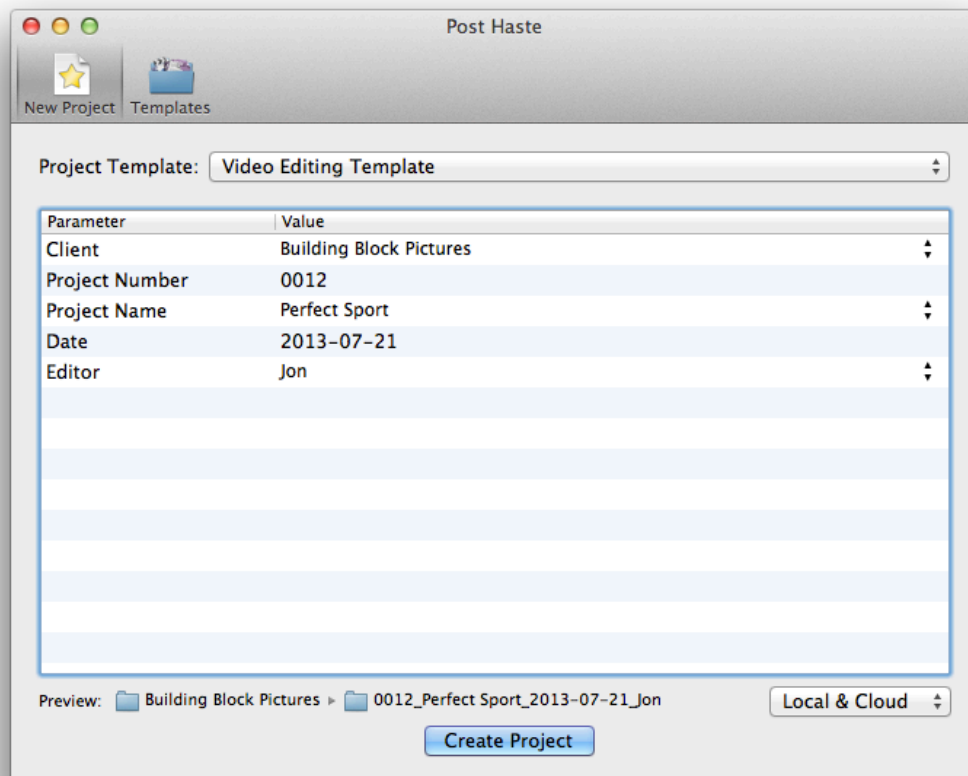 Post Haste
New Project Templates
Project Template: Video Editing Template
Parameter Value
Client Building Block Pictures
Project Number 0012
Project Name Perfect Sport
Date 2013-07-21
Editor Jon
Preview: Building Block Pictures ▸ 0012_Perfect Sport_2013-07-21_Jon Local & Cloud
Create Project